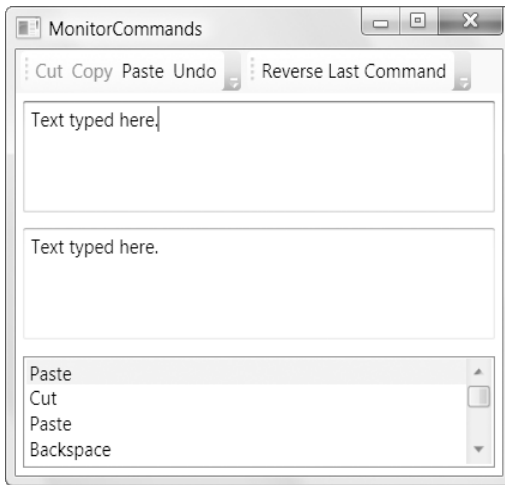 MonitorCommands
Cut Copy Paste Undo Reverse Last Command
Text typed here.
Text typed here.
Paste
Cut
Paste
Backspace